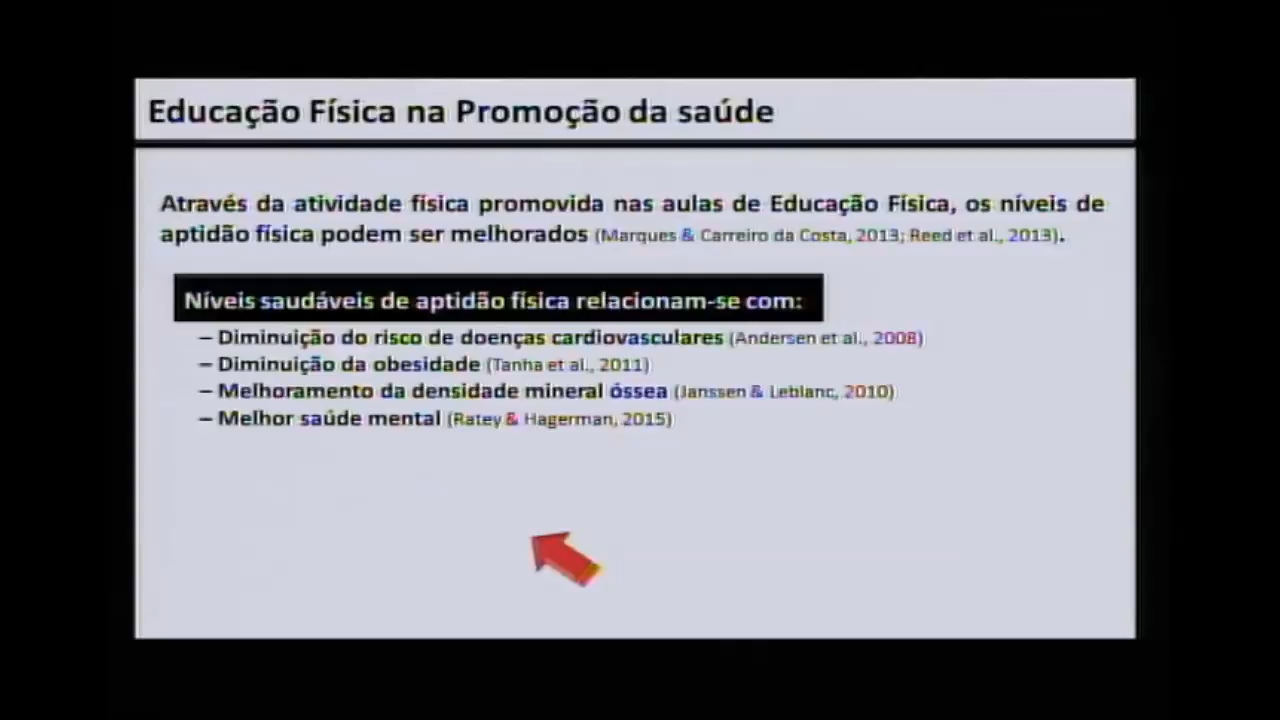 Educação Física na Promoção da saúde
Através da atividade física promovida nas aulas de Educação Física, os níveis de
aptidão física podem ser melhorados (Marques & Carreiro da Costa, 2013; Reed et al., 2013).
Níveis saudáveis de aptidão física relacionam-se com:
– Diminuição do risco de doenças cardiovasculares (Andersen et al., 2008)
– Diminuição da obesidade (Tanha et al., 2011)
– Melhoramento da densidade mineral óssea (Janssen & Leblanc, 2010)
– Melhor saúde mental (Ratey & Hagerman, 2015)